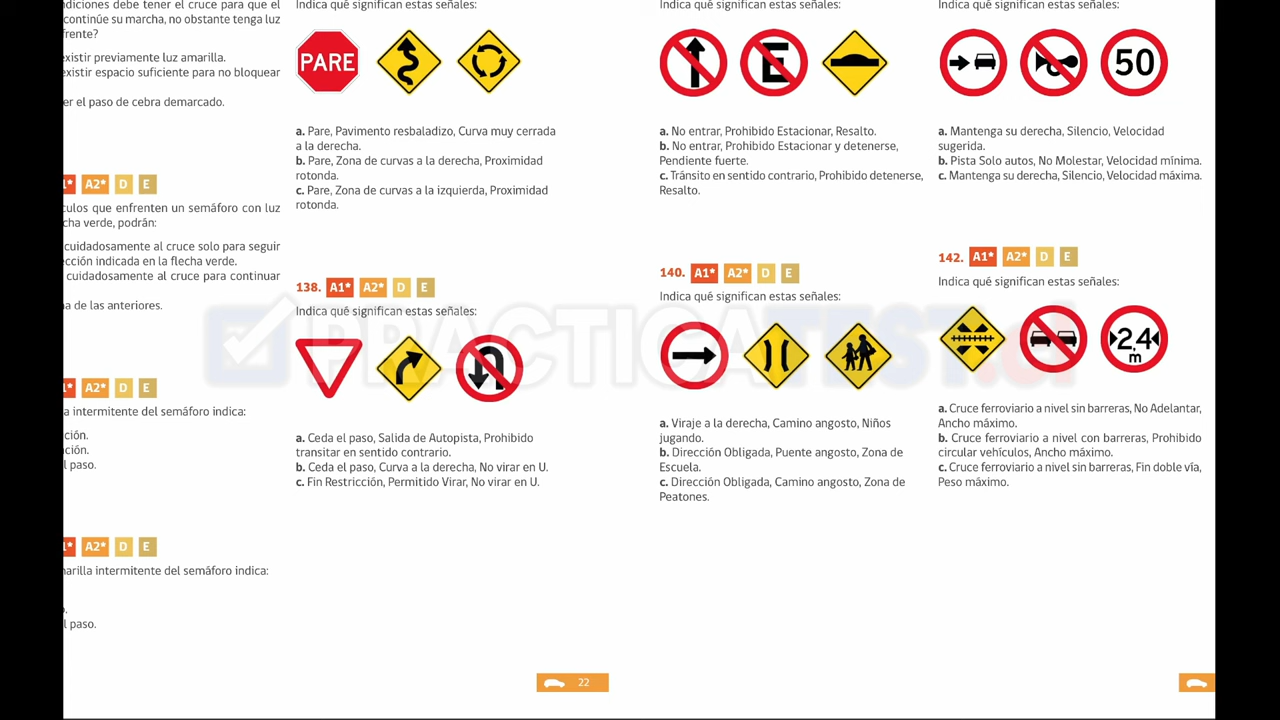 ndiciones debe tener el cruce para que el
continúe su marcha, no obstante tenga luz
frente?
existir previamente luz amarilla.
existir espacio suficiente para no bloquear
er el paso de cebra demarcado.
1* A2* D E
culos que enfrenten un semáforo con luz
cha verde, podrán:
cuidadosamente al cruce solo para seguir
ección indicada en la flecha verde.
cuidadosamente al cruce para continuar
na de las anteriores.
1* A2* D E
a intermitente del semáforo indica:
ción.
ación.
l paso.
1* A2* D E
narilla intermitente del semáforo indica:
o.
l paso.
Indica qué significan estas señales:
PARE
a. Pare, Pavimento resbaladizo, Curva muy cerrada
a la derecha.
b. Pare, Zona de curvas a la derecha, Proximidad
rotonda.
c. Pare, Zona de curvas a la izquierda, Proximidad
rotonda.
138. A1* A2* D E
Indica qué significan estas señales:
a. Ceda el paso, Salida de Autopista, Prohibido
transitar en sentido contrario.
b. Ceda el paso, Curva a la derecha, No virar en U.
c. Fin Restricción, Permitido Virar, No virar en U.
22
Indica qué significan estas señales:
E
a. No entrar, Prohibido Estacionar, Resalto.
b. No entrar, Prohibido Estacionar y detenerse,
Pendiente fuerte.
c. Tránsito en sentido contrario, Prohibido detenerse,
Resalto.
140. A1* A2* D E
Indica qué significan estas señales:
a. Viraje a la derecha, Camino angosto, Niños
jugando.
b. Dirección Obligada, Puente angosto, Zona de
Escuela.
c. Dirección Obligada, Camino angosto, Zona de
Peatones.
Indica qué significan estas señales:
50
a. Mantenga su derecha, Silencio, Velocidad
sugerida.
b. Pista Solo autos, No Molestar, Velocidad mínima.
c. Mantenga su derecha, Silencio, Velocidad máxima.
142. A1* A2* D E
Indica qué significan estas señales:
2,4
m
a. Cruce ferroviario a nivel sin barreras, No Adelantar,
Ancho máximo.
b. Cruce ferroviario a nivel con barreras, Prohibido
circular vehículos, Ancho máximo.
c. Cruce ferroviario a nivel sin barreras, Fin doble vía,
Peso máximo.
PRACTICATEST.cl